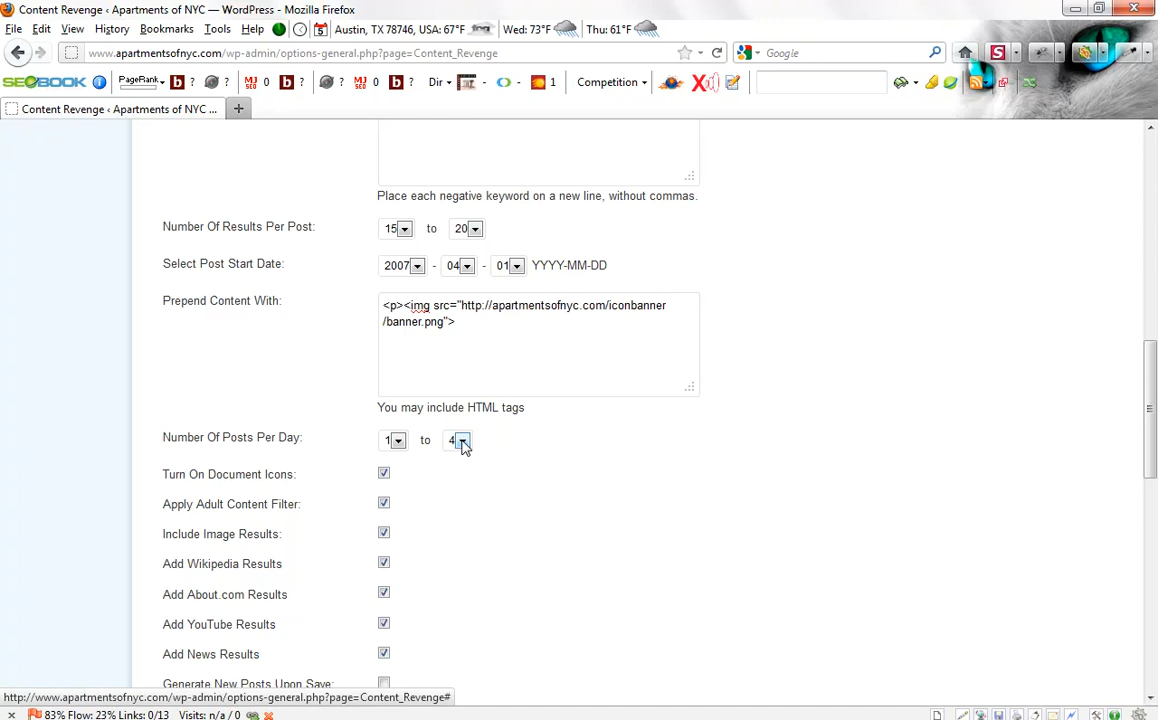 Content Revenge ‹ Apartments of NYC — WordPress - Mozilla Firefox
File Edit View History Bookmarks Tools Help Austin, TX 78746, USA: 67°F Wed: 73°F Thu: 61°F
www.apartmentsofnyc.com/wp-admin/options-general.php?page=Content_Revenge Google
SEOBOOK PageRank ? ? MJ SEO 0 ? ? MJ SEO 0 ? Dir - - 1 Competition
Content Revenge ‹ Apartments of NYC ... +
Place each negative keyword on a new line, without commas.
Number Of Results Per Post: 15 to 20
Select Post Start Date: 2007 - 04 - 01 YYYY-MM-DD
Prepend Content With: <p><img src="http://apartmentsofnyc.com/iconbanner
/banner.png">
You may include HTML tags
Number Of Posts Per Day: 1 to 4
Turn On Document Icons:
Apply Adult Content Filter:
Include Image Results:
Add Wikipedia Results
Add About.com Results
Add YouTube Results
Add News Results
Generate New Posts Upon Save:
http://www.apartmentsofnyc.com/wp-admin/options-general.php?page=Content_Revenge#
83% Flow: 23% Links: 0/13 Visits: n/a / 0